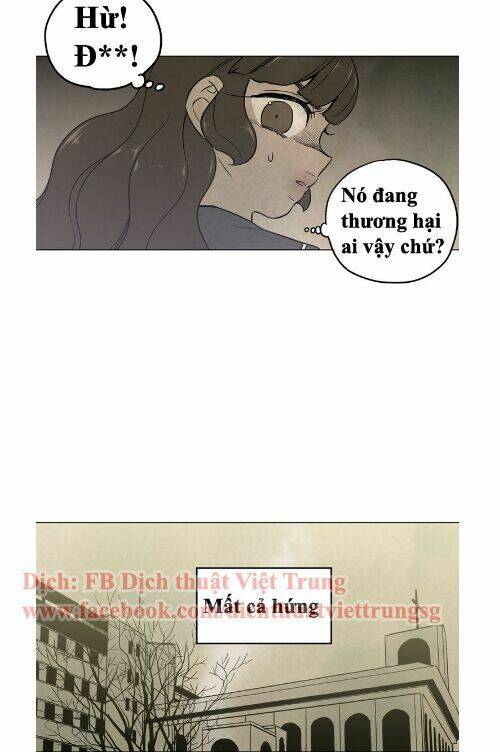 Hừ!
Đ**!
Nó đang
thương hại
ai vậy chứ?
Dịch: FB Dịch thuật Việt Trung
Mất cả hứng
www.facebook.com/dichthuatviettrungsg